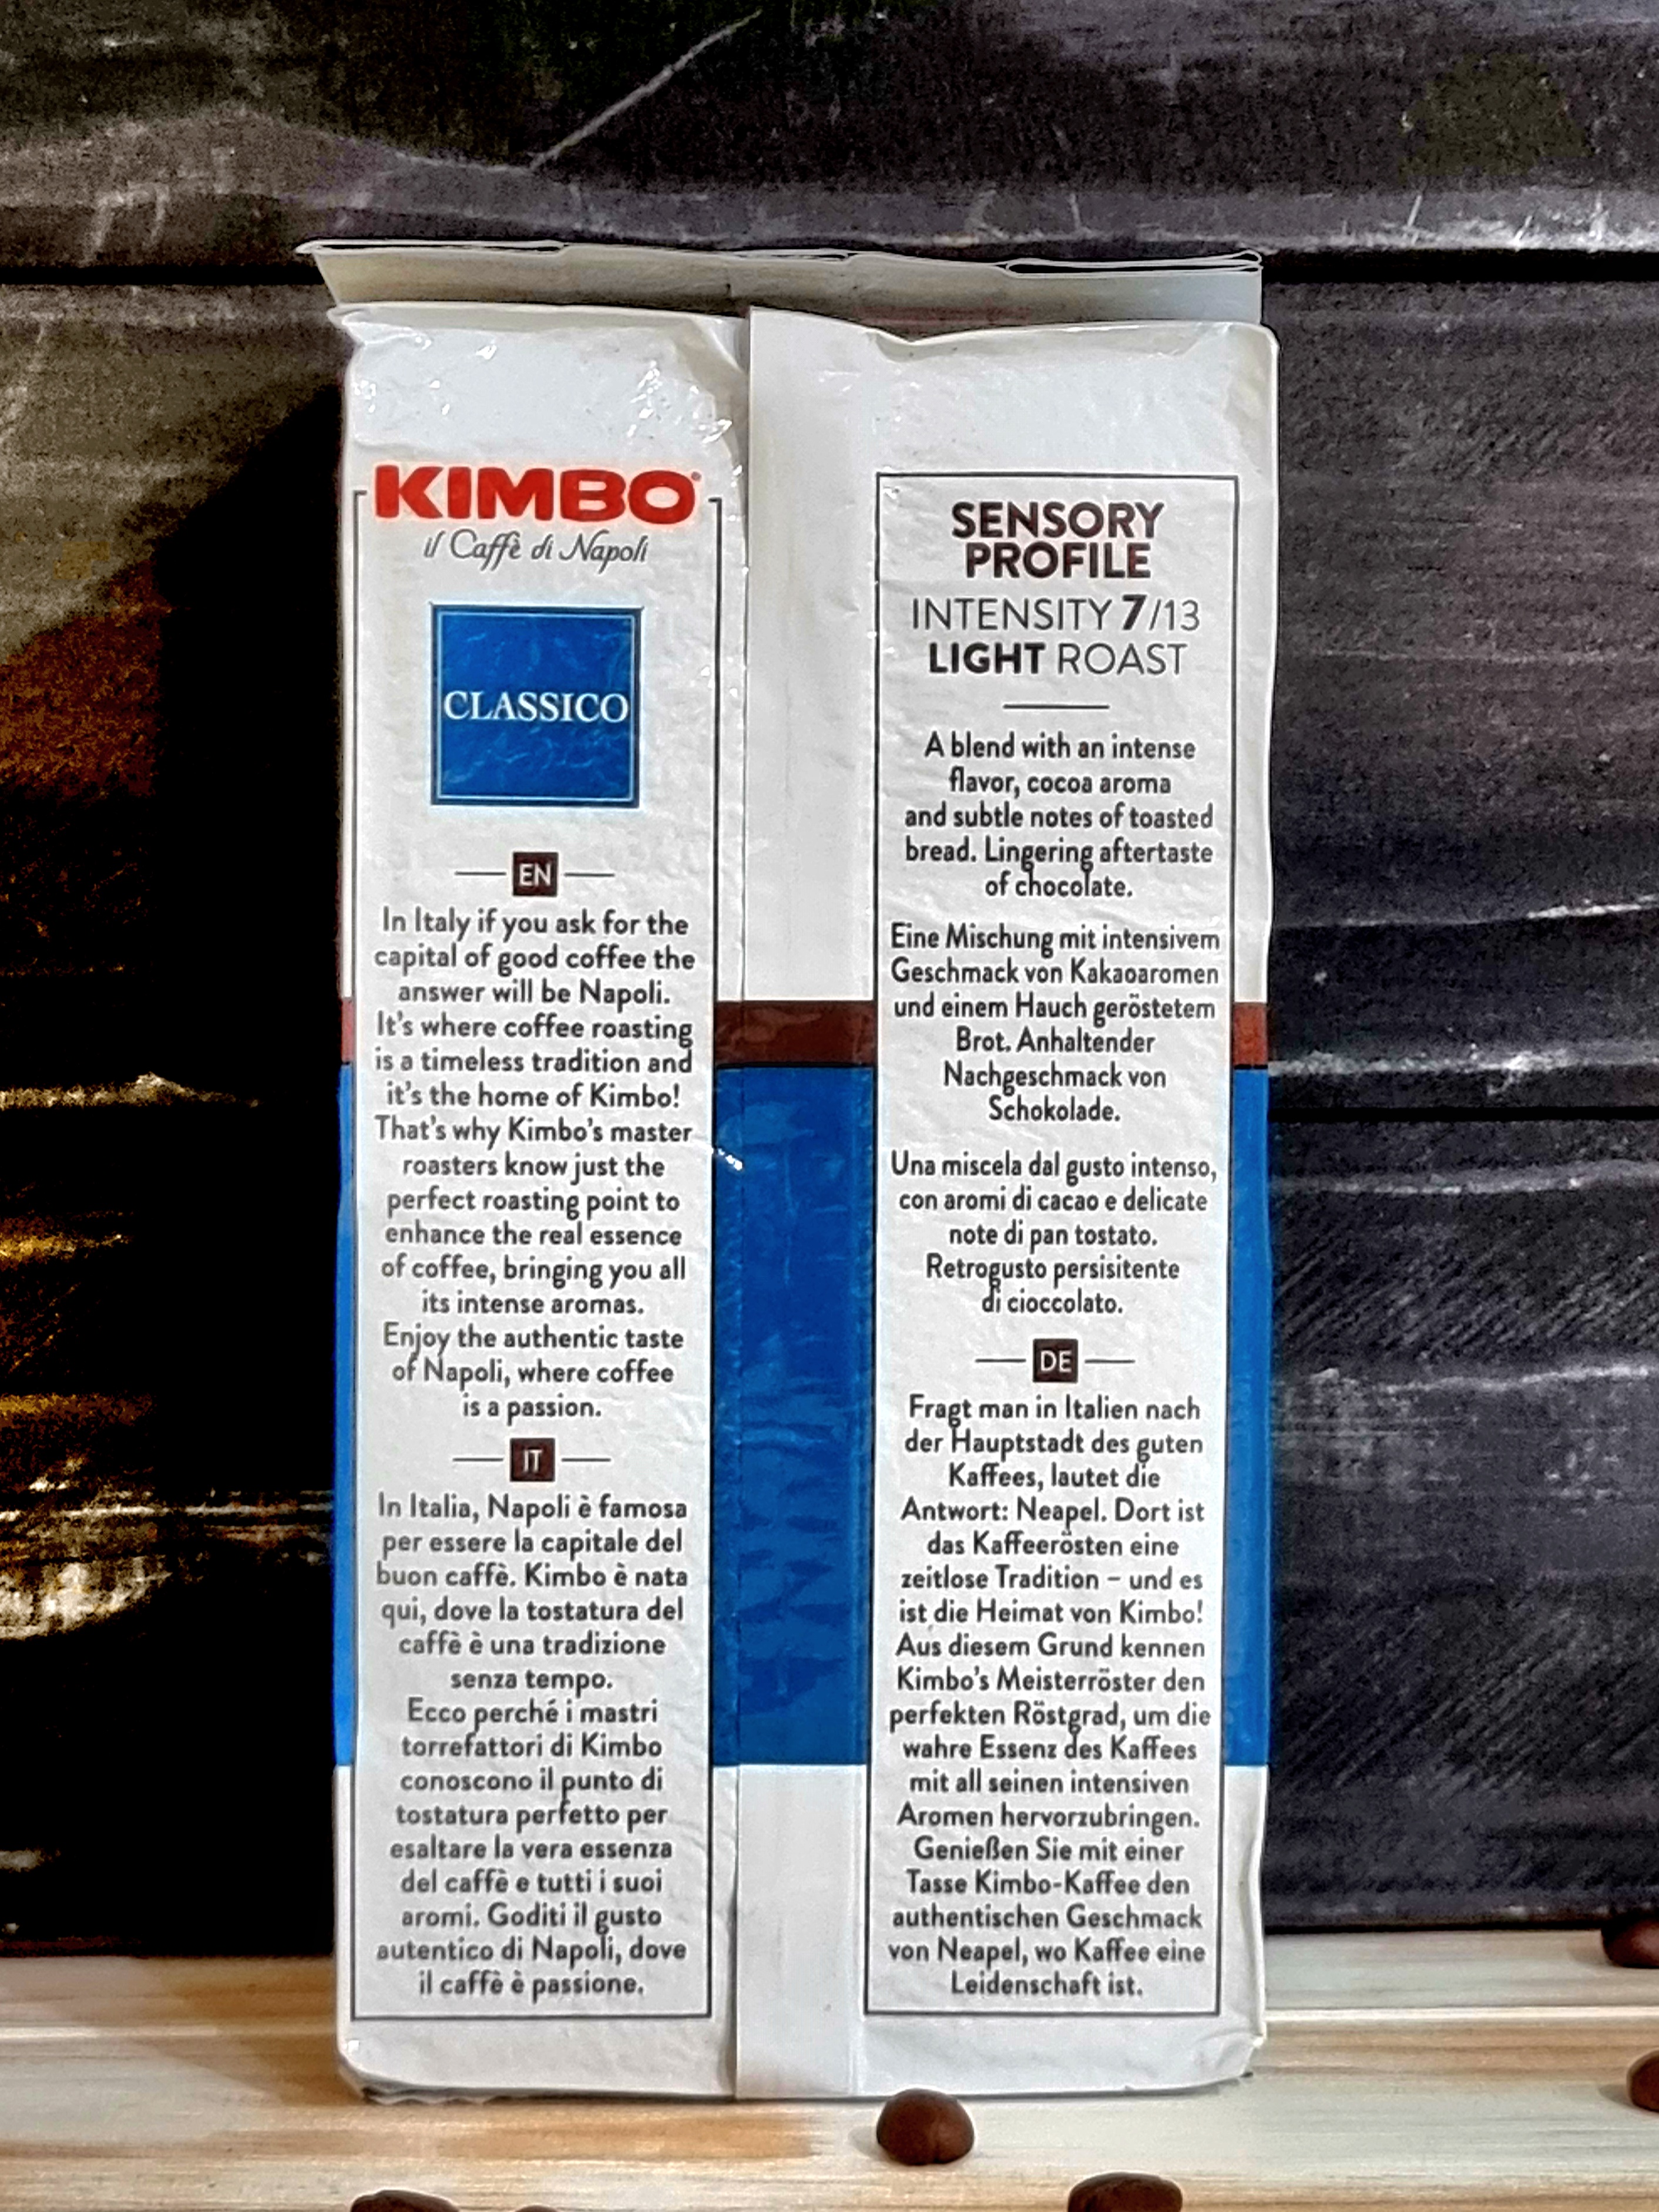 KIMBO®
il Caffè di Napoli
CLASSICO
EN
In Italy if you ask for the
capital of good coffee the
answer will be Napoli.
It's where coffee roasting
is a timeless tradition and
it's the home of Kimbo!
That's why Kimbo's master
roasters know just the
perfect roasting point to
enhance the real essence
of coffee, bringing you all
its intense aromas.
Enjoy the authentic taste
of Napoli, where coffee
is a passion.
IT
In Italia, Napoli è famosa
per essere la capitale del
buon caffè. Kimbo è nata
qui, dove la tostatura del
caffè è una tradizione
senza tempo.
Ecco perché i mastri
torrefattori di Kimbo
conoscono il punto di
tostatura perfetto per
esaltare la vera essenza
del caffè e tutti i suoi
aromi. Goditi il gusto
autentico di Napoli, dove
il caffè è passione.
SENSORY
PROFILE
INTENSITY 7/13
LIGHT ROAST
A blend with an intense
flavor, cocoa aroma
and subtle notes of toasted
bread. Lingering aftertaste
of chocolate.
Eine Mischung mit intensivem
Geschmack von Kakaoaromen
und einem Hauch geröstetem
Brot. Anhaltender
Nachgeschmack von
Schokolade.
Una miscela dal gusto intenso,
con aromi di cacao e delicate
note di pan tostato.
Retrogusto persisitente
di cioccolato.
DE
Fragt man in Italien nach
der Hauptstadt des guten
Kaffees, lautet die
Antwort: Neapel. Dort ist
das Kaffeerösten eine
zeitlose Tradition – und es
ist die Heimat von Kimbo!
Aus diesem Grund kennen
Kimbo's Meisterröster den
perfekten Röstgrad, um die
wahre Essenz des Kaffees
mit all seinen intensiven
Aromen hervorzubringen.
Genießen Sie mit einer
Tasse Kimbo-Kaffee den
authentischen Geschmack
von Neapel, wo Kaffee eine
Leidenschaft ist.